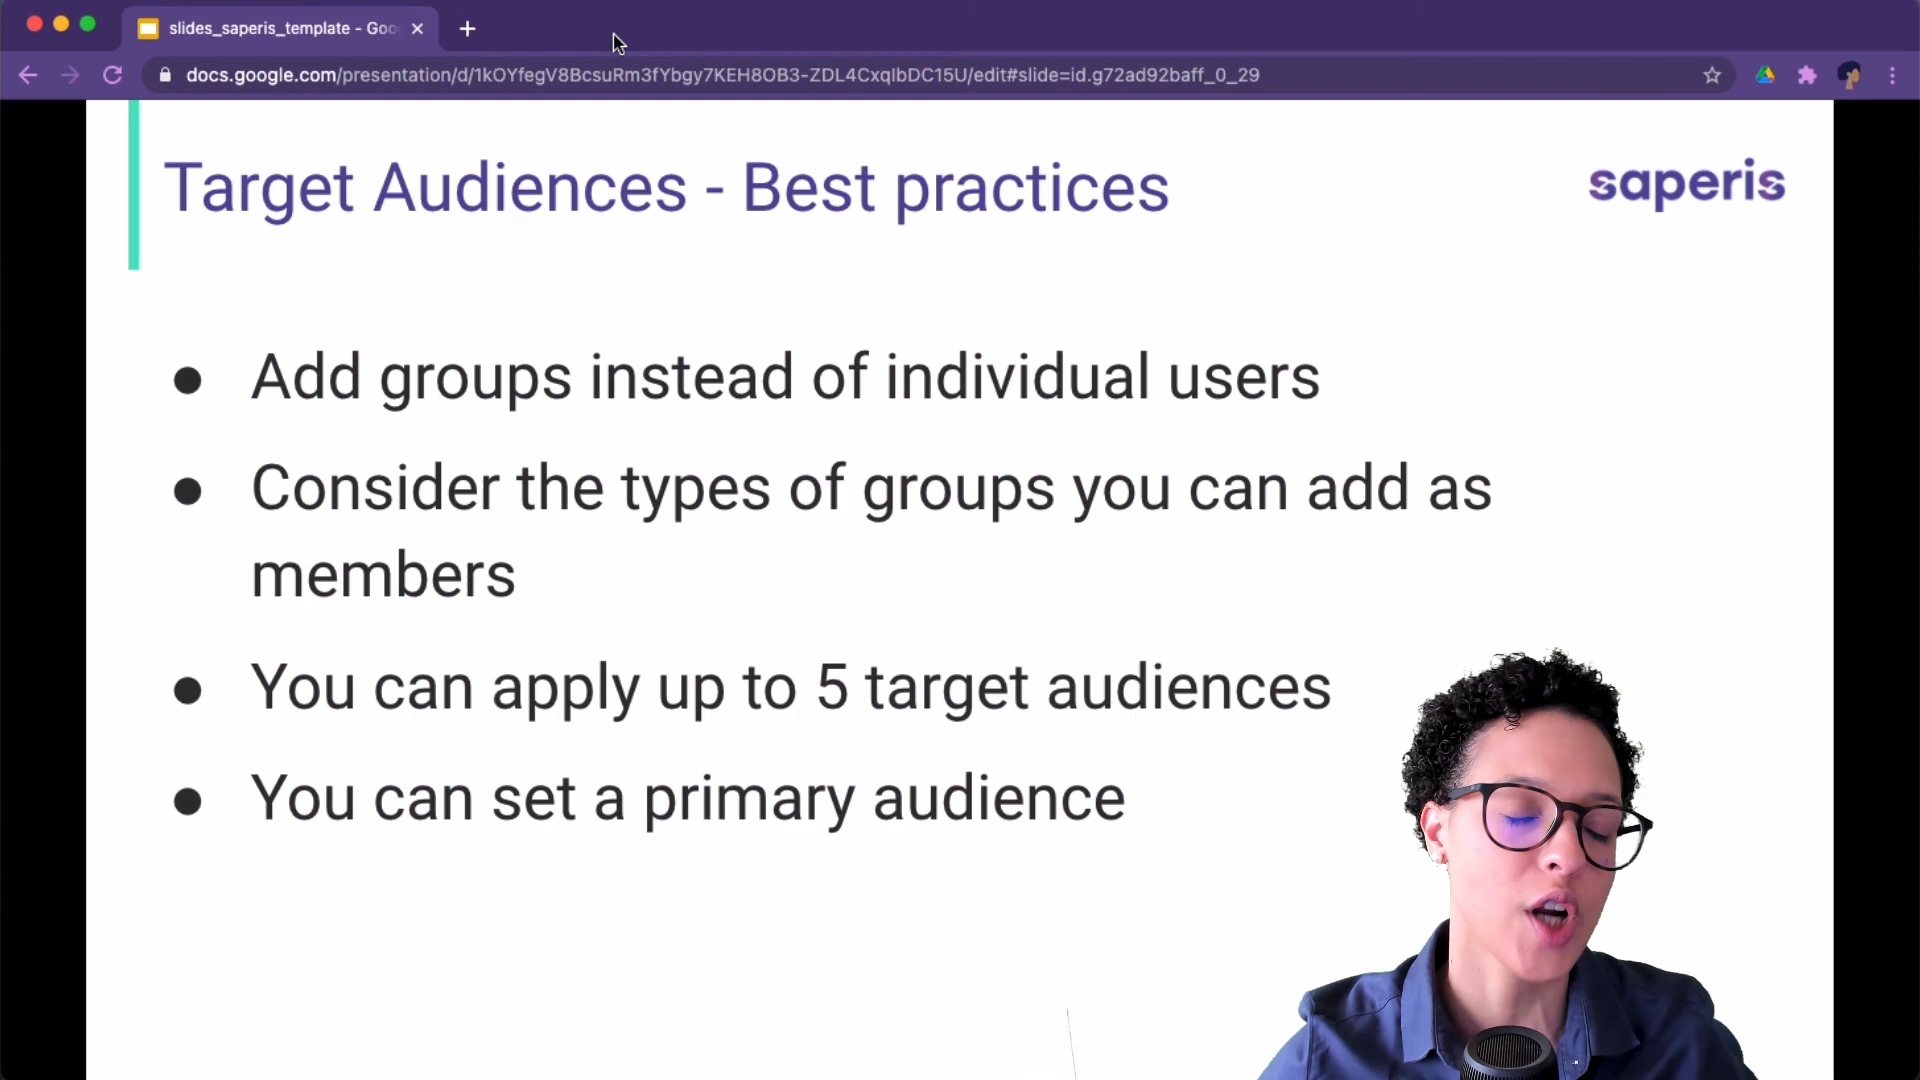 slides_saperis_template - Goo
docs.google.com/presentation/d/1kOYfegV8BcsuRm3fYbgy7KEH8OB3-ZDL4CxqIbDC15U/edit#slide=id.g72ad92baff_0_29
Target Audiences - Best practices
saperis
● Add groups instead of individual users
● Consider the types of groups you can add as
members
● You can apply up to 5 target audiences
● You can set a primary audience